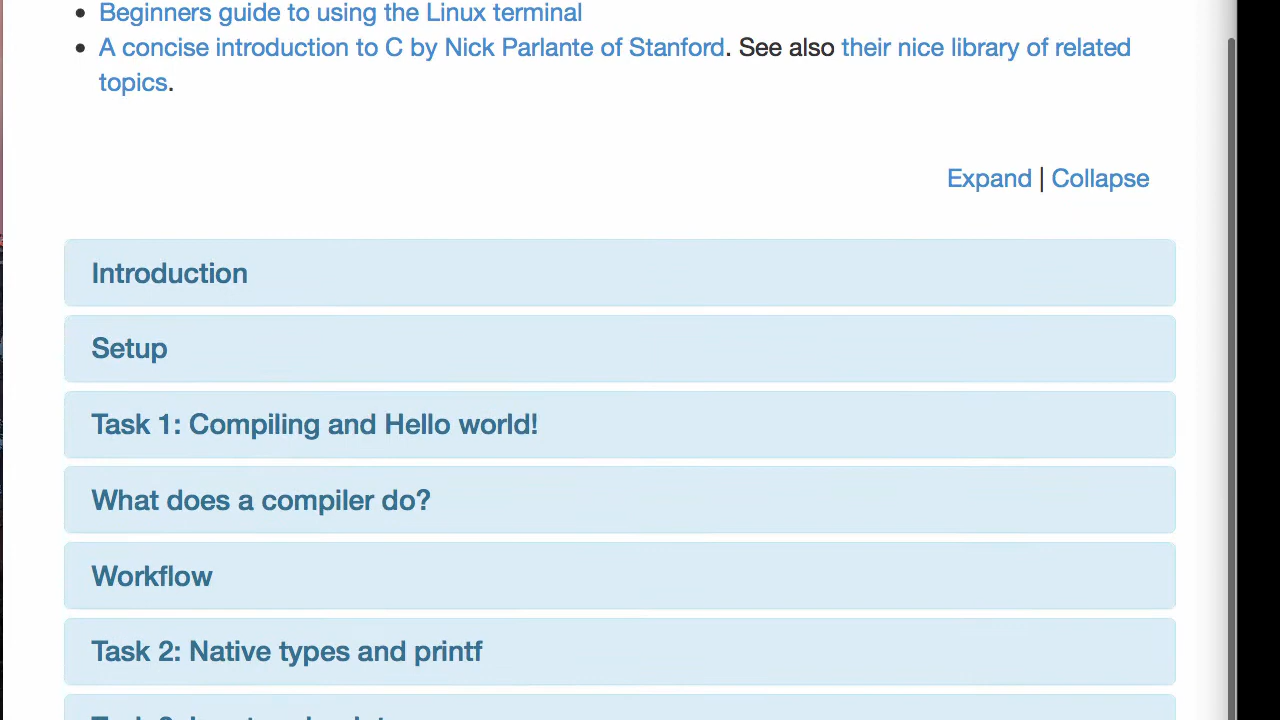 Beginners guide to using the Linux terminal
A concise introduction to C by Nick Parlante of Stanford. See also their nice library of related
topics.
Expand | Collapse
Introduction
Setup
Task 1: Compiling and Hello world!
What does a compiler do?
Workflow
Task 2: Native types and printf